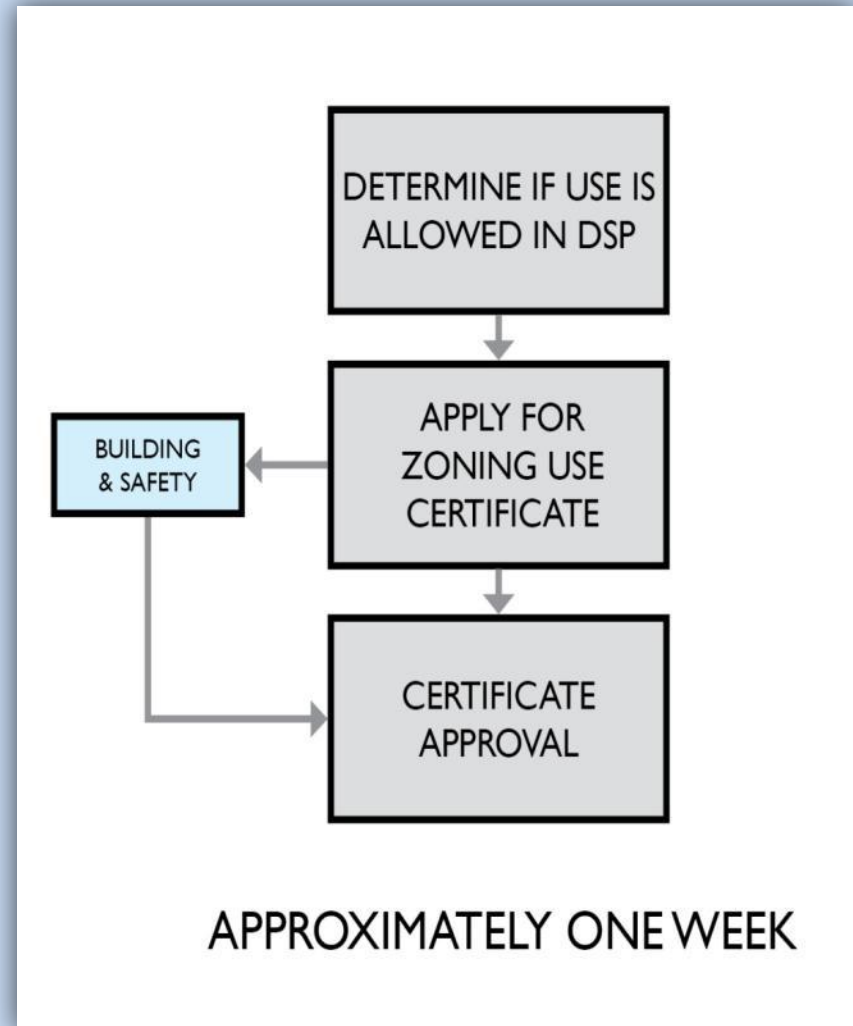 DETERMINE IF USE IS
ALLOWED IN DSP
APPLY FOR
ZONING USE
CERTIFICATE
BUILDING
& SAFETY
CERTIFICATE
APPROVAL
APPROXIMATELY ONE WEEK